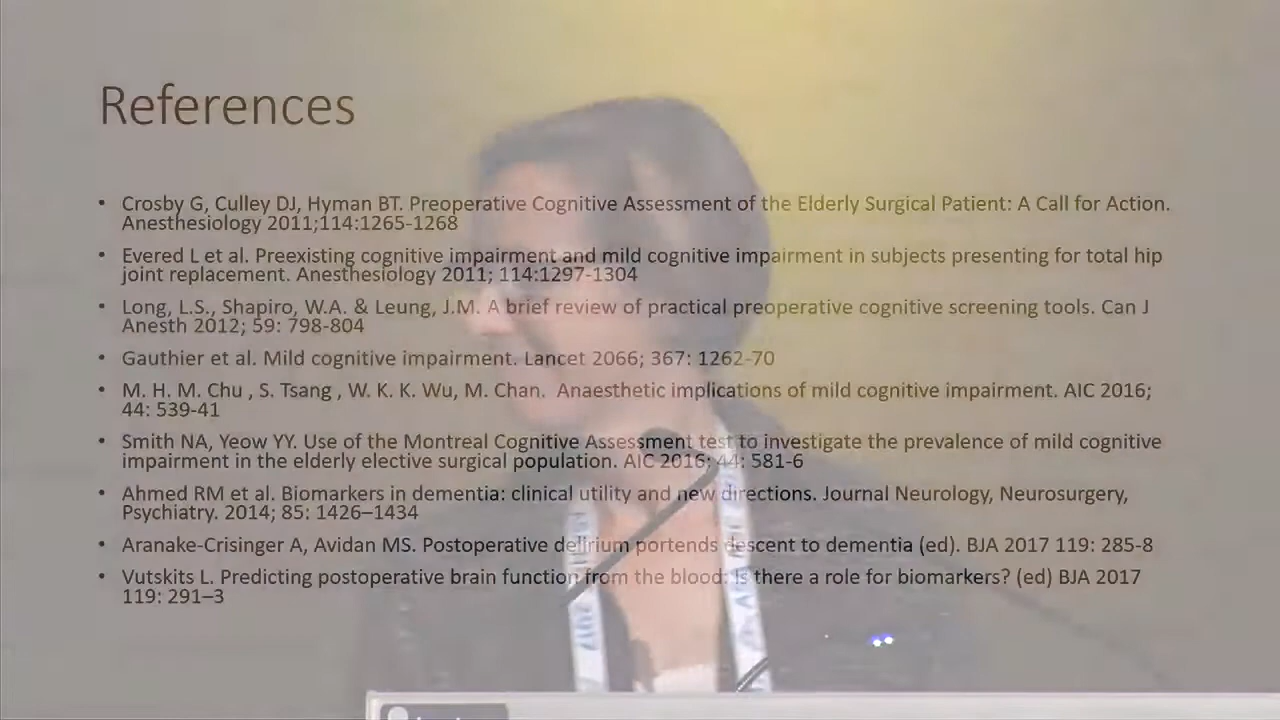 References
• Crosby G, Culley DJ, Hyman BT. Preoperative Cognitive Assessment of the Elderly Surgical Patient: A Call for Action.
Anesthesiology 2011;114:1265-1268
• Evered L et al. Preexisting cognitive impairment and mild cognitive impairment in subjects presenting for total hip
joint replacement. Anesthesiology 2011; 114:1297-1304
• Long, L.S., Shapiro, W.A. & Leung, J.M. A brief review of practical preoperative cognitive screening tools. Can J
Anesth 2012; 59: 798-804
• Gauthier et al. Mild cognitive impairment. Lancet 2066; 367: 1262-70
• M. H. M. Chu , S. Tsang , W. K. K. Wu, M. Chan.  Anaesthetic implications of mild cognitive impairment. AIC 2016;
44: 539-41
• Smith NA, Yeow YY. Use of the Montreal Cognitive Assessment test to investigate the prevalence of mild cognitive
impairment in the elderly elective surgical population. AIC 2016; 44: 581-6
• Ahmed RM et al. Biomarkers in dementia: clinical utility and new directions. Journal Neurology, Neurosurgery,
Psychiatry. 2014; 85: 1426–1434
• Aranake-Crisinger A, Avidan MS. Postoperative delirium portends descent to dementia (ed). BJA 2017 119: 285-8
• Vutskits L. Predicting postoperative brain function from the blood: Is there a role for biomarkers? (ed) BJA 2017
119: 291–3
2017